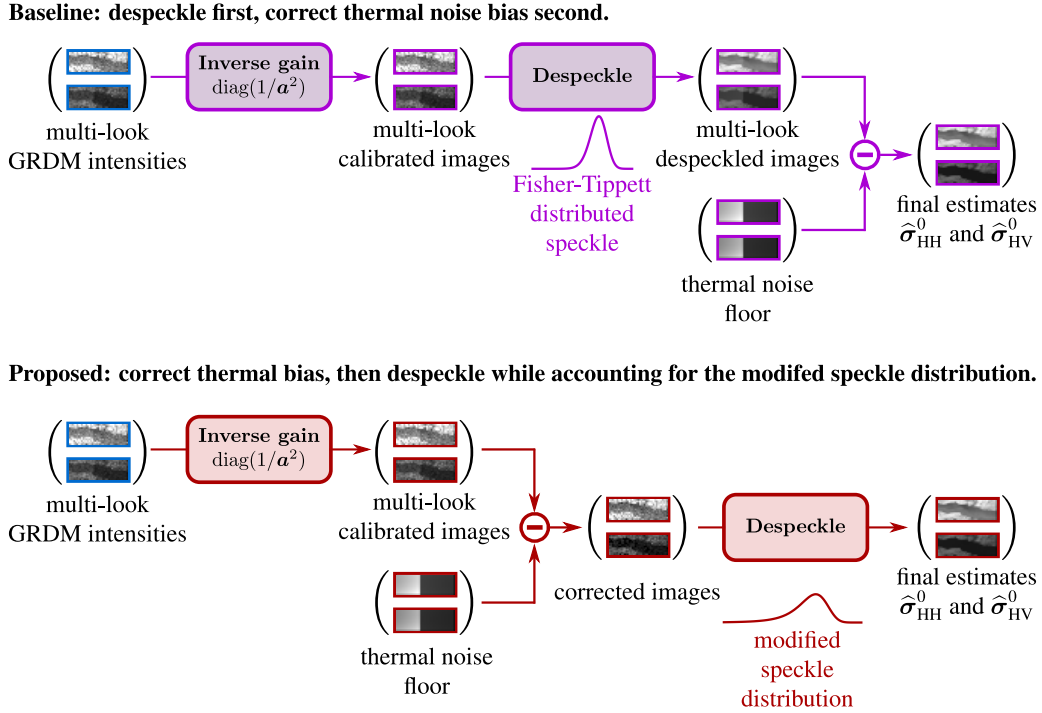 Baseline: despeckle first, correct thermal noise bias second.
Inverse gain
diag(1/a²)
Despeckle
multi-look
GRDM intensities
multi-look
calibrated images
multi-look
despeckled images
Fisher-Tippett
distributed
speckle
final estimates
σ̂⁰HH and σ̂⁰HV
thermal noise
floor
Proposed: correct thermal bias, then despeckle while accounting for the modifed speckle distribution.
Inverse gain
diag(1/a²)
multi-look
GRDM intensities
multi-look
calibrated images
Despeckle
corrected images
final estimates
σ̂⁰HH and σ̂⁰HV
thermal noise
floor
modified
speckle
distribution